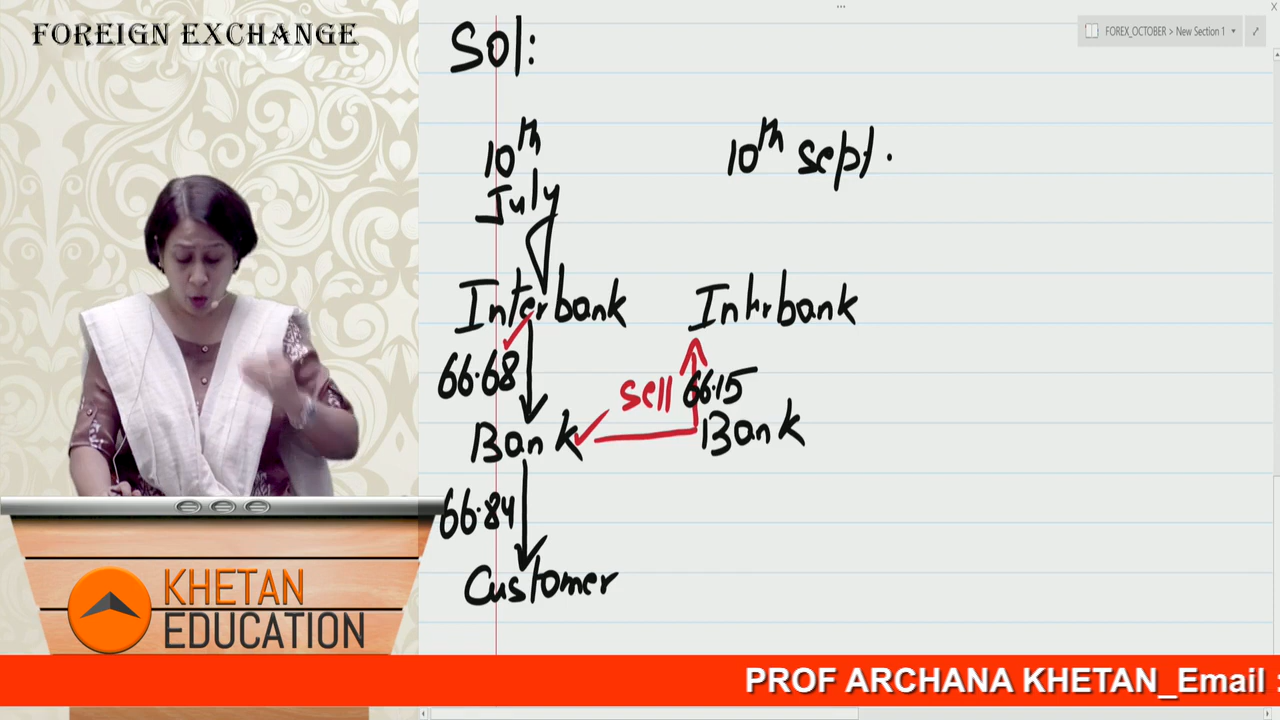 FOREIGN EXCHANGE
FOREX_OCTOBER > New Section 1
Sol:
10th July
10th sept.
Interbank
Interbank
66.68
sell
66.15
Bank
Bank
66.84
Customer
KHETAN
EDUCATION
PROF ARCHANA KHETAN_Email :